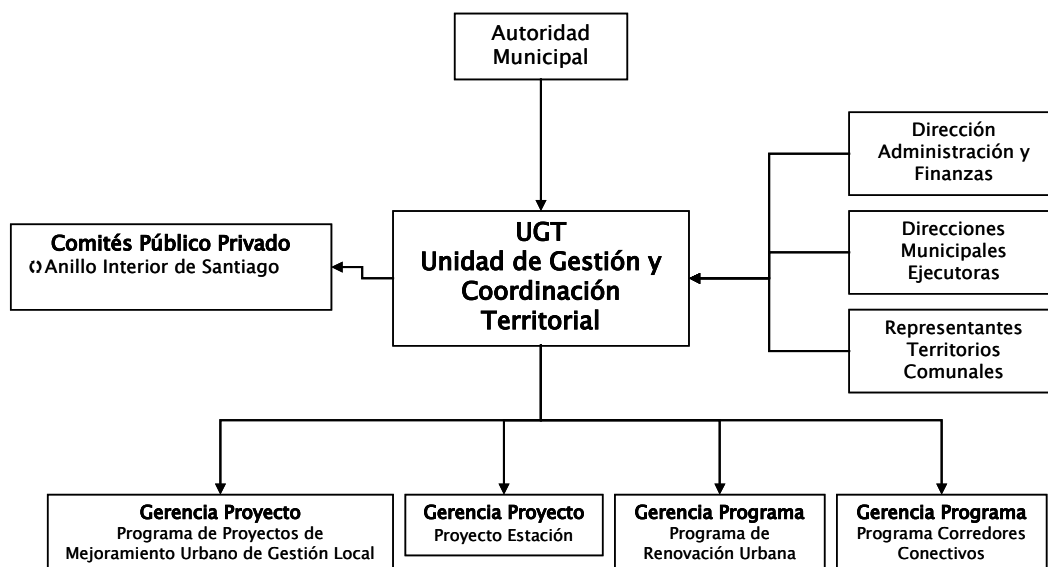 Autoridad
Municipal
Dirección
Administración y
Finanzas
Comités Público Privado
Anillo Interior de Santiago
UGT
Unidad de Gestión y
Coordinación
Territorial
Direcciones
Municipales
Ejecutoras
Representantes
Territorios
Comunales
Gerencia Proyecto
Programa de Proyectos de
Mejoramiento Urbano de Gestión Local
Gerencia Proyecto
Proyecto Estación
Gerencia Programa
Programa de
Renovación Urbana
Gerencia Programa
Programa Corredores
Conectivos